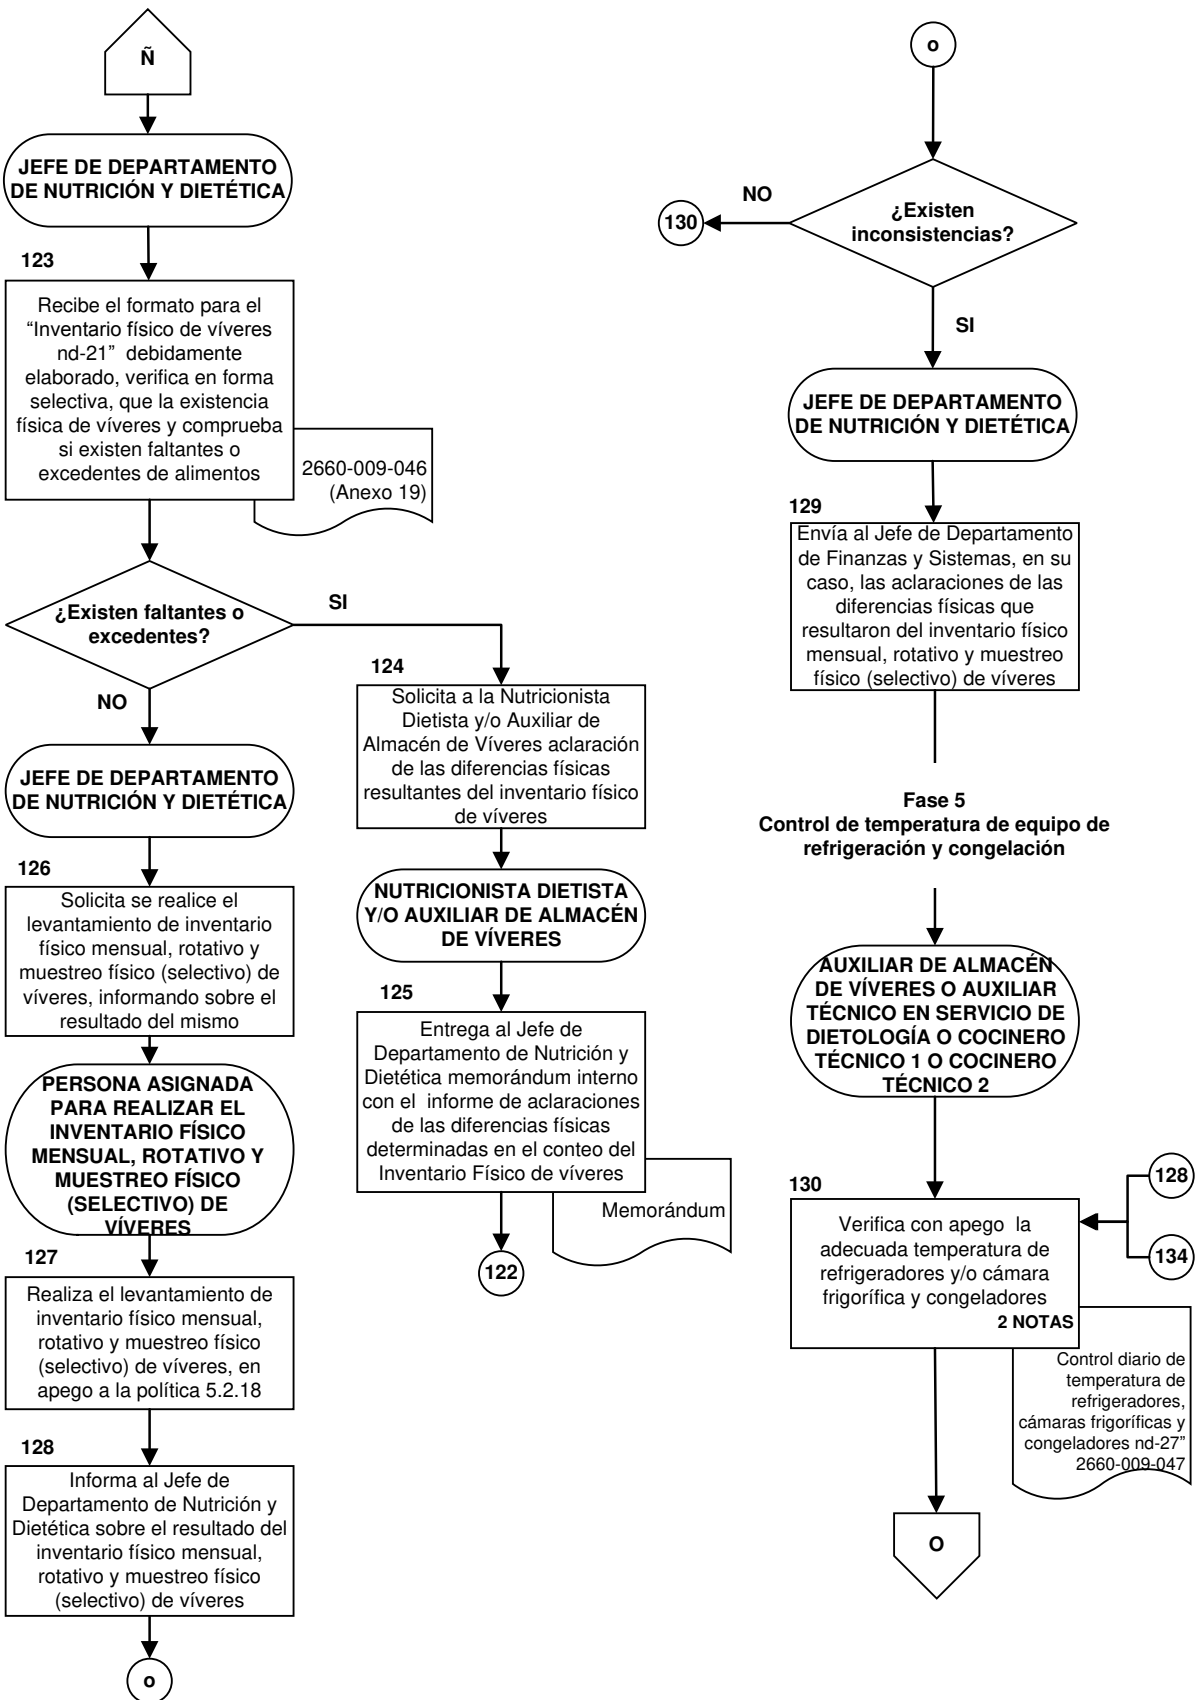 Ñ
JEFE DE DEPARTAMENTO
DE NUTRICIÓN Y DIETÉTICA
123
Recibe el formato para el
“Inventario físico de víveres
nd-21” debidamente
elaborado, verifica en forma
selectiva, que la existencia
física de víveres y comprueba
si existen faltantes o
excedentes de alimentos
2660-009-046
(Anexo 19)
¿Existen faltantes o
excedentes?
SI
NO
124
Solicita a la Nutricionista
Dietista y/o Auxiliar de
Almacén de Víveres aclaración
de las diferencias físicas
resultantes del inventario físico
de víveres
NUTRICIONISTA DIETISTA
Y/O AUXILIAR DE ALMACÉN
DE VÍVERES
125
Entrega al Jefe de
Departamento de Nutrición y
Dietética memorándum interno
con el informe de aclaraciones
de las diferencias físicas
determinadas en el conteo del
Inventario Físico de víveres
Memorándum
122
JEFE DE DEPARTAMENTO
DE NUTRICIÓN Y DIETÉTICA
126
Solicita se realice el
levantamiento de inventario
físico mensual, rotativo y
muestreo físico (selectivo) de
víveres, informando sobre el
resultado del mismo
PERSONA ASIGNADA
PARA REALIZAR EL
INVENTARIO FÍSICO
MENSUAL, ROTATIVO Y
MUESTREO FÍSICO
(SELECTIVO) DE
VÍVERES
127
Realiza el levantamiento de
inventario físico mensual,
rotativo y muestreo físico
(selectivo) de víveres, en
apego a la política 5.2.18
128
Informa al Jefe de
Departamento de Nutrición y
Dietética sobre el resultado del
inventario físico mensual,
rotativo y muestreo físico
(selectivo) de víveres
o
o
¿Existen
inconsistencias?
NO
130
SI
JEFE DE DEPARTAMENTO
DE NUTRICIÓN Y DIETÉTICA
129
Envía al Jefe de Departamento
de Finanzas y Sistemas, en su
caso, las aclaraciones de las
diferencias físicas que
resultaron del inventario físico
mensual, rotativo y muestreo
físico (selectivo) de víveres
Fase 5
Control de temperatura de equipo de
refrigeración y congelación
AUXILIAR DE ALMACÉN
DE VÍVERES O AUXILIAR
TÉCNICO EN SERVICIO DE
DIETOLOGÍA O COCINERO
TÉCNICO 1 O COCINERO
TÉCNICO 2
130
Verifica con apego la
adecuada temperatura de
refrigeradores y/o cámara
frigorífica y congeladores
2 NOTAS
128
134
Control diario de
temperatura de
refrigeradores,
cámaras frigoríficas y
congeladores nd-27”
2660-009-047
O